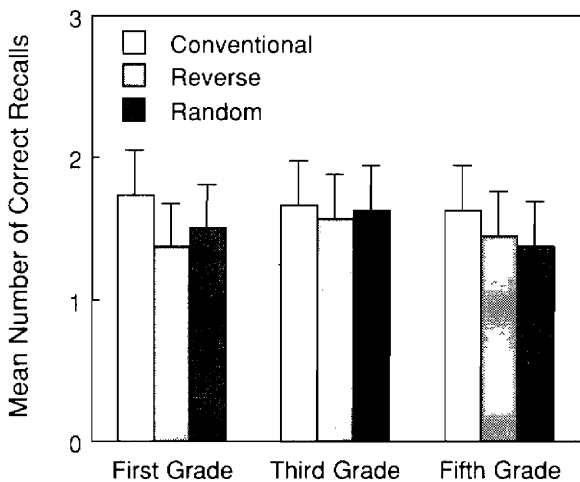 Mean Number of Correct Recalls
3
2
1
0
Conventional
Reverse
Random
First Grade
Third Grade
Fifth Grade